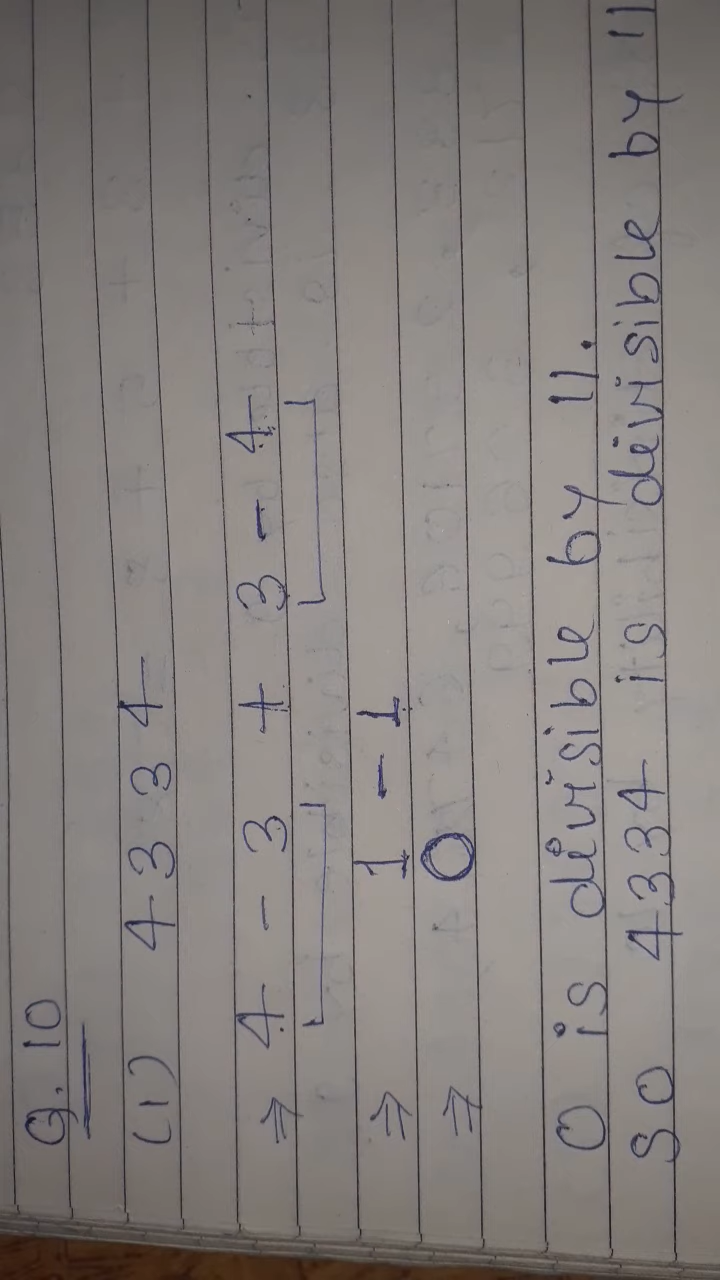 Q. 10
(1) 4334
⇒ 4 - 3 + 3 - 4
⇒ 1 - 1
⇒ 0
0 is divisible by 11.
So 4334 is divisible by 11